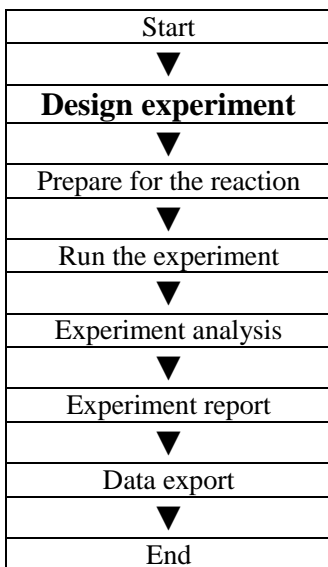 Start
▼
Design experiment
▼
Prepare for the reaction
▼
Run the experiment
▼
Experiment analysis
▼
Experiment report
▼
Data export
▼
End